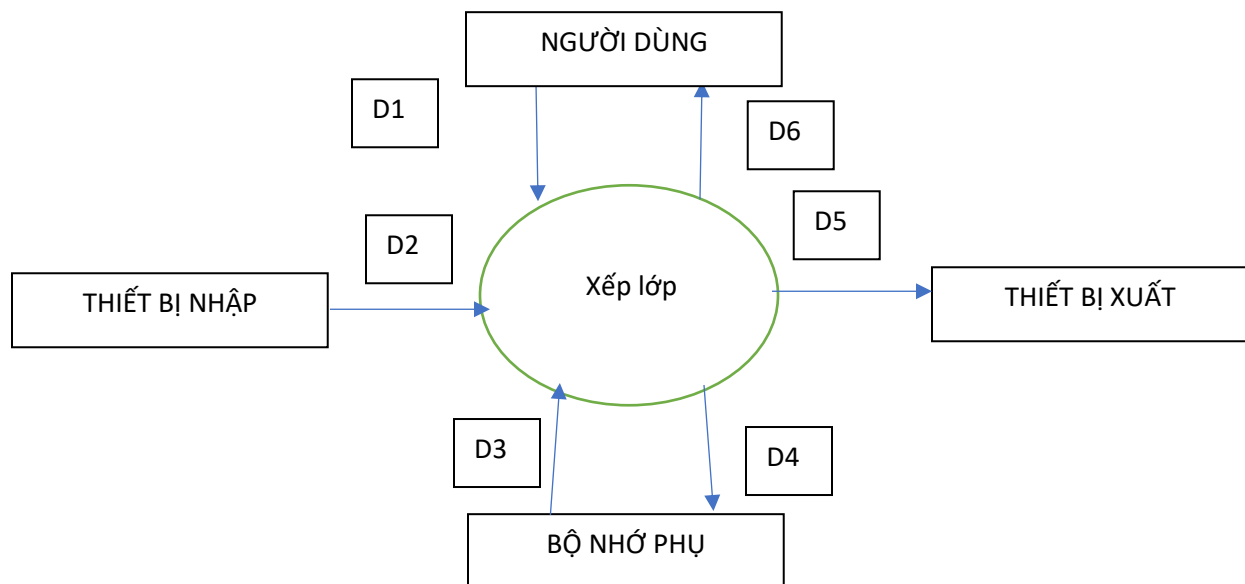 NGƯỜI DÙNG
D1
D6
D2
D5
Xếp lớp
THIẾT BỊ NHẬP
THIẾT BỊ XUẤT
D3
D4
BỘ NHỚ PHỤ